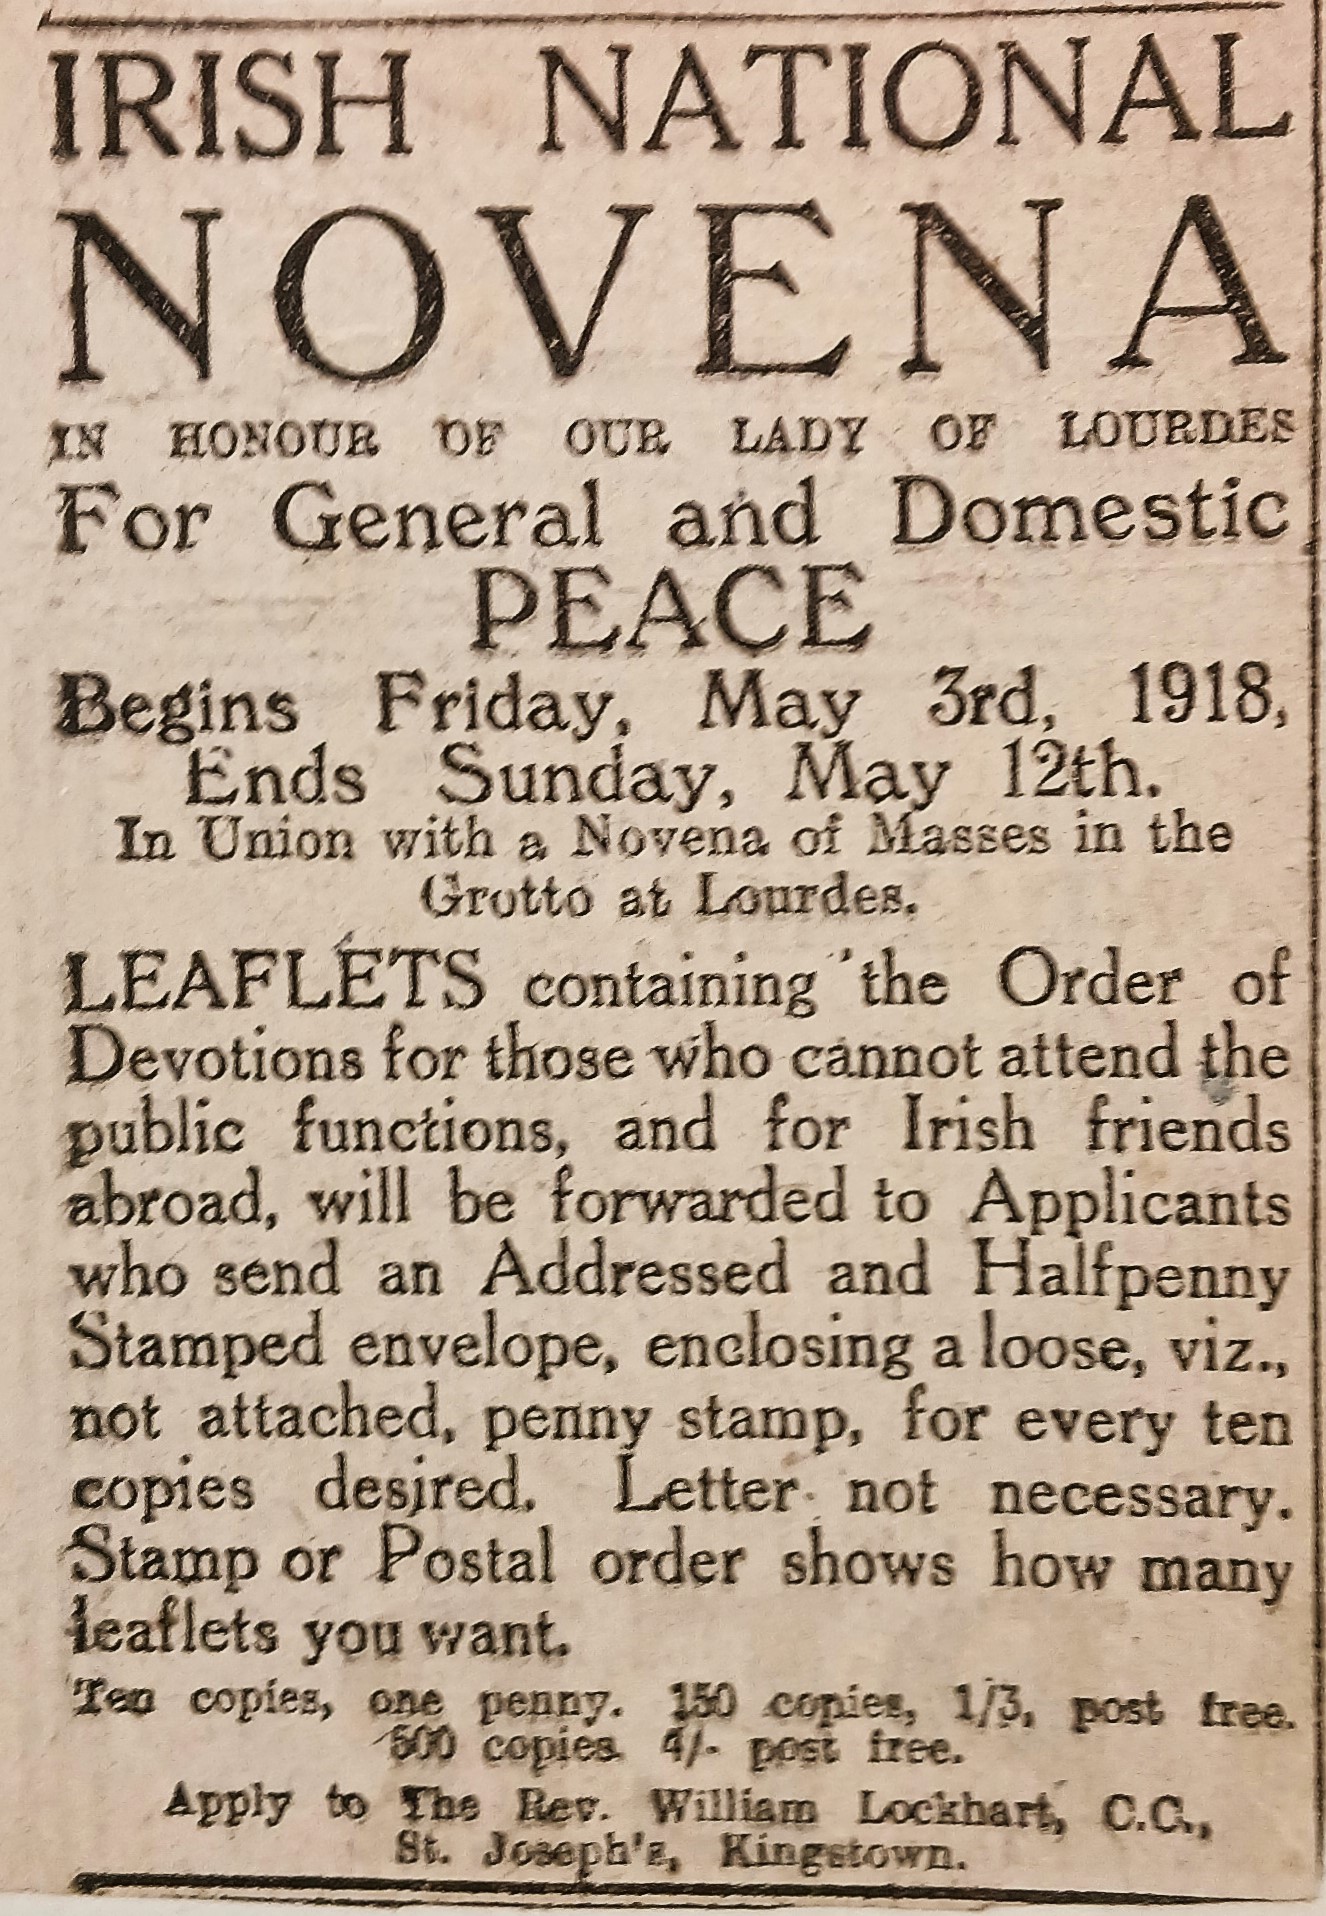 IRISH NATIONAL
NOVENA
IN HONOUR OF OUR LADY OF LOURDES
For General and Domestic
PEACE
Begins Friday, May 3rd, 1918,
Ends Sunday, May 12th.
In Union with a Novena of Masses in the
Grotto at Lourdes.
LEAFLETS containing the Order of
Devotions for those who cannot attend the
public functions, and for Irish friends
abroad, will be forwarded to Applicants
who send an Addressed and Halfpenny
Stamped envelope, enclosing a loose, viz.,
not attached, penny stamp, for every ten
copies desired. Letter not necessary.
Stamp or Postal order shows how many
leaflets you want.
Ten copies, one penny. 150 copies, 1/3, post free.
500 copies 4/- post free.
Apply to The Rev. William Lockhart, C.C.,
St. Joseph's, Kingstown.